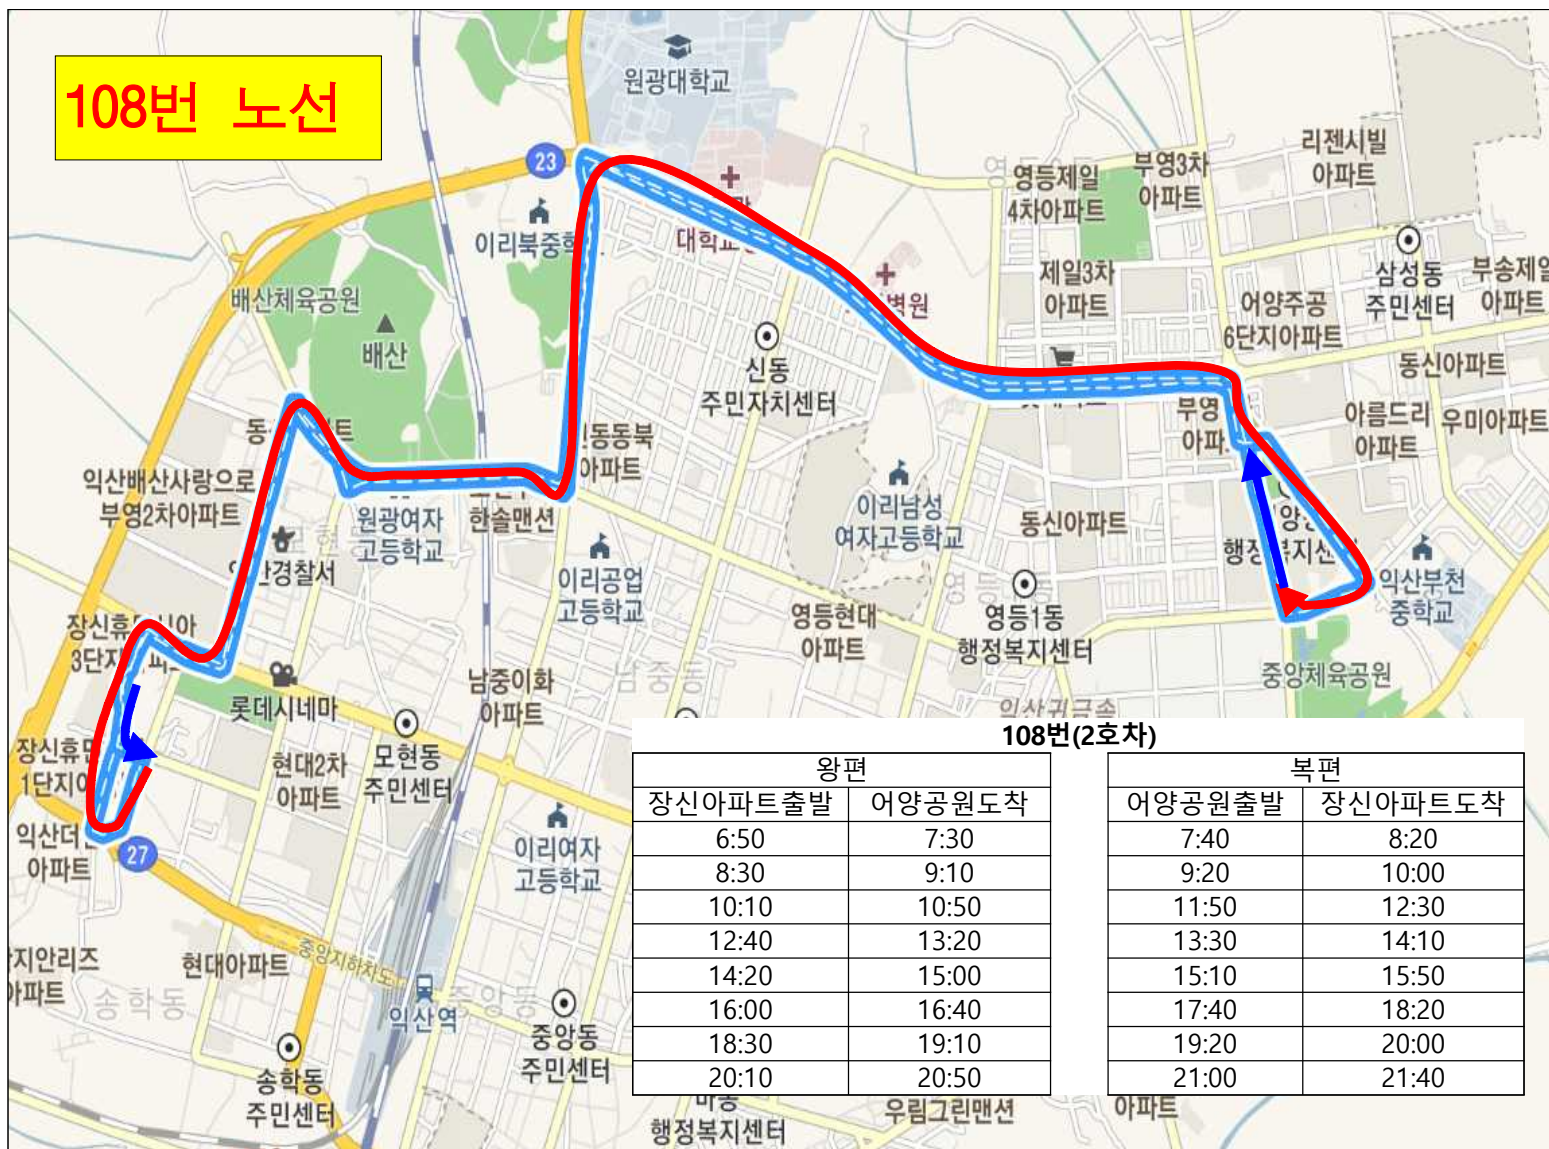 108번 노선
원광대학교
23
리젠시빌
아파트
부영3차
아파트
영등제일
4차아파트
이리북중학
삼성동
주민센터
부송제일
아파트
제일3차
아파트
어양주공
6단지아파트
배산체육공원
배산
신동
주민자치센터
동신아파트
아름드리
아파트
우미아파트
부영
익산배산사랑으로
부영2차아파트
아파트
원광여자
고등학교
한솔맨션
이리남성
여자고등학교
동신아파트
이리공업
고등학교
익산부천
중학교
영등1동
행정복지센터
영등현대
아파트
장신휴먼시아
중앙체육공원
롯데시네마
남중동
남중이화
아파트
모현동
주민센터
현대2차
아파트
27
아파트
이리여자
고등학교
현대아파트
중앙지하차도
송학동
익산역
중앙동
중앙동
주민센터
송학동
주민센터
행정복지센터
우림그린맨션
아파트
108번(2호차)
왕편 복편
장신아파트출발 어양공원도착 어양공원출발 장신아파트도착
6:50 7:30 7:40 8:20
8:30 9:10 9:20 10:00
10:10 10:50 11:50 12:30
12:40 13:20 13:30 14:10
14:20 15:00 15:10 15:50
16:00 16:40 17:40 18:20
18:30 19:10 19:20 20:00
20:10 20:50 21:00 21:40